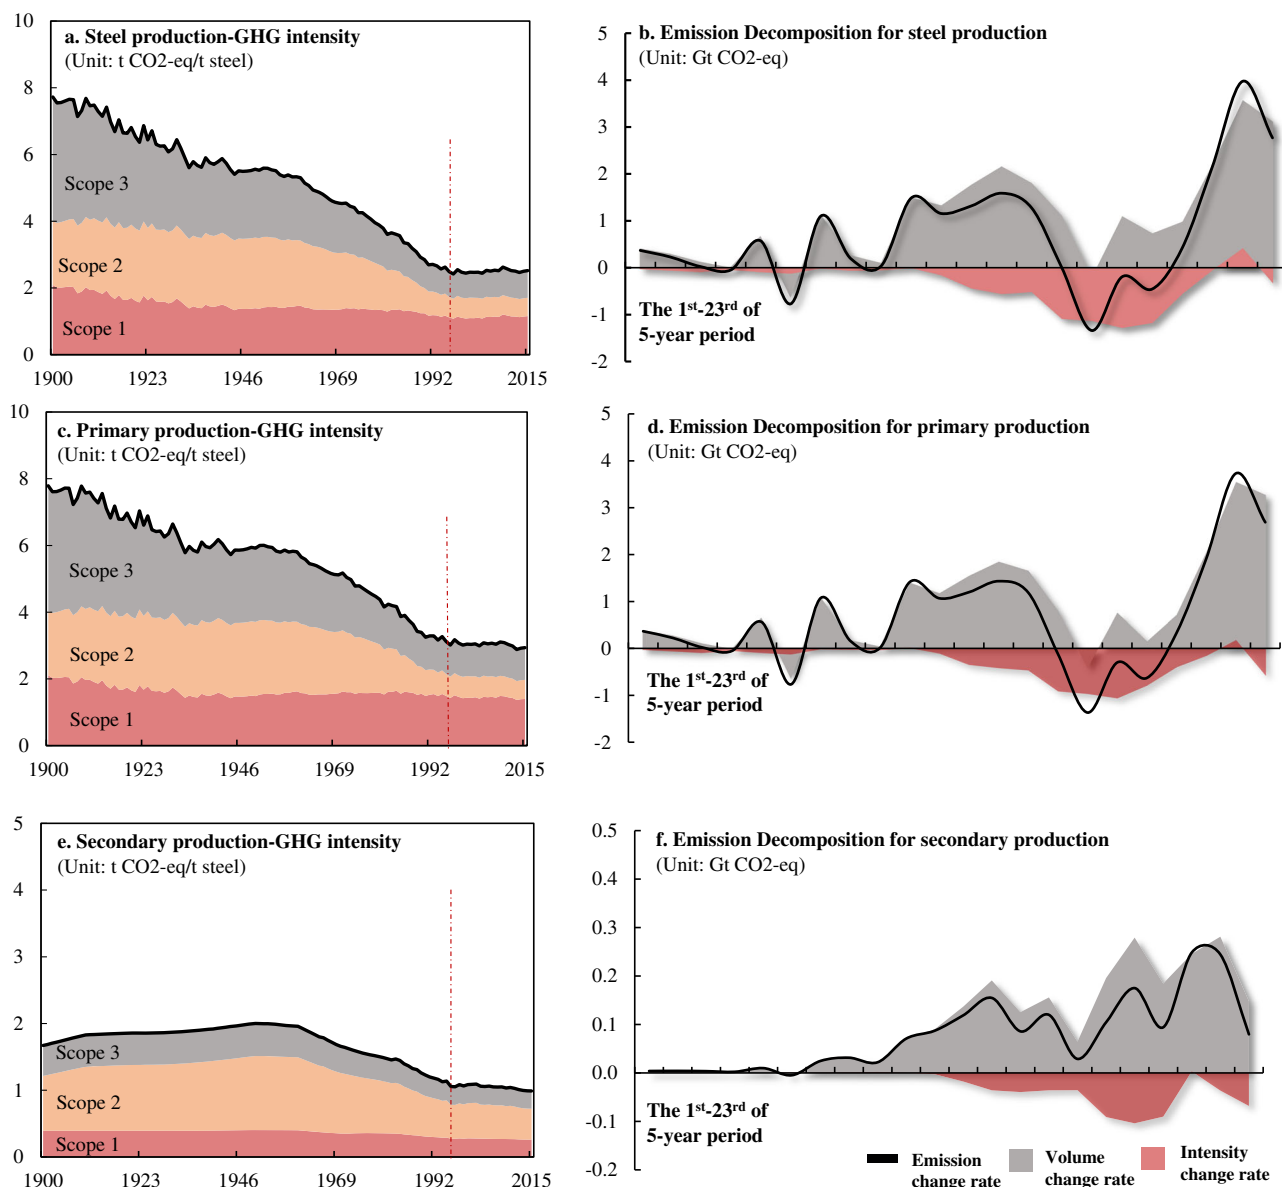 a. Steel production-GHG intensity
(Unit: t CO2-eq/t steel)
10
8
6
4
2
0
Scope 3
Scope 2
Scope 1
1900 1923 1946 1969 1992 2015
b. Emission Decomposition for steel production
(Unit: Gt CO2-eq)
5
4
3
2
1
0
-1
-2
The 1st-23rd of
5-year period
c. Primary production-GHG intensity
(Unit: t CO2-eq/t steel)
10
8
6
4
2
0
Scope 3
Scope 2
Scope 1
1900 1923 1946 1969 1992 2015
d. Emission Decomposition for primary production
(Unit: Gt CO2-eq)
5
4
3
2
1
0
-1
-2
The 1st-23rd of
5-year period
e. Secondary production-GHG intensity
(Unit: t CO2-eq/t steel)
5
4
3
2
1
0
Scope 3
Scope 2
Scope 1
1900 1923 1946 1969 1992 2015
f. Emission Decomposition for secondary production
(Unit: Gt CO2-eq)
0.5
0.4
0.3
0.2
0.1
0.0
-0.1
-0.2
The 1st-23rd of
5-year period
Emission
change rate
Volume
change rate
Intensity
change rate